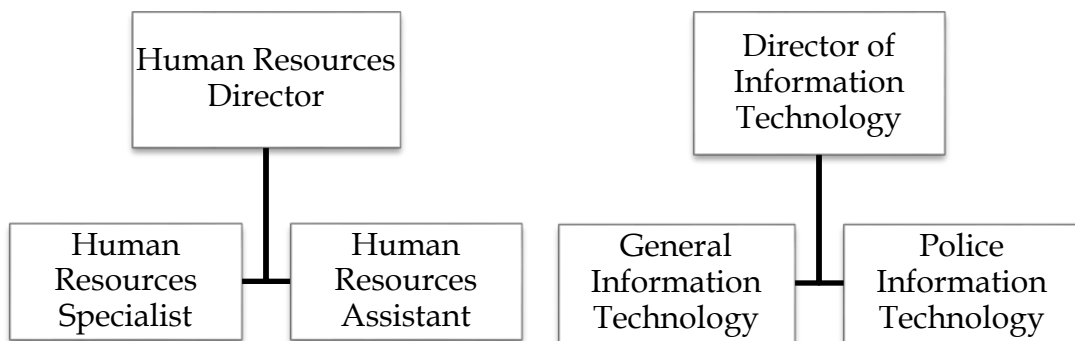 Human Resources
Director
Director of
Information
Technology
Human
Resources
Specialist
Human
Resources
Assistant
General
Information
Technology
Police
Information
Technology